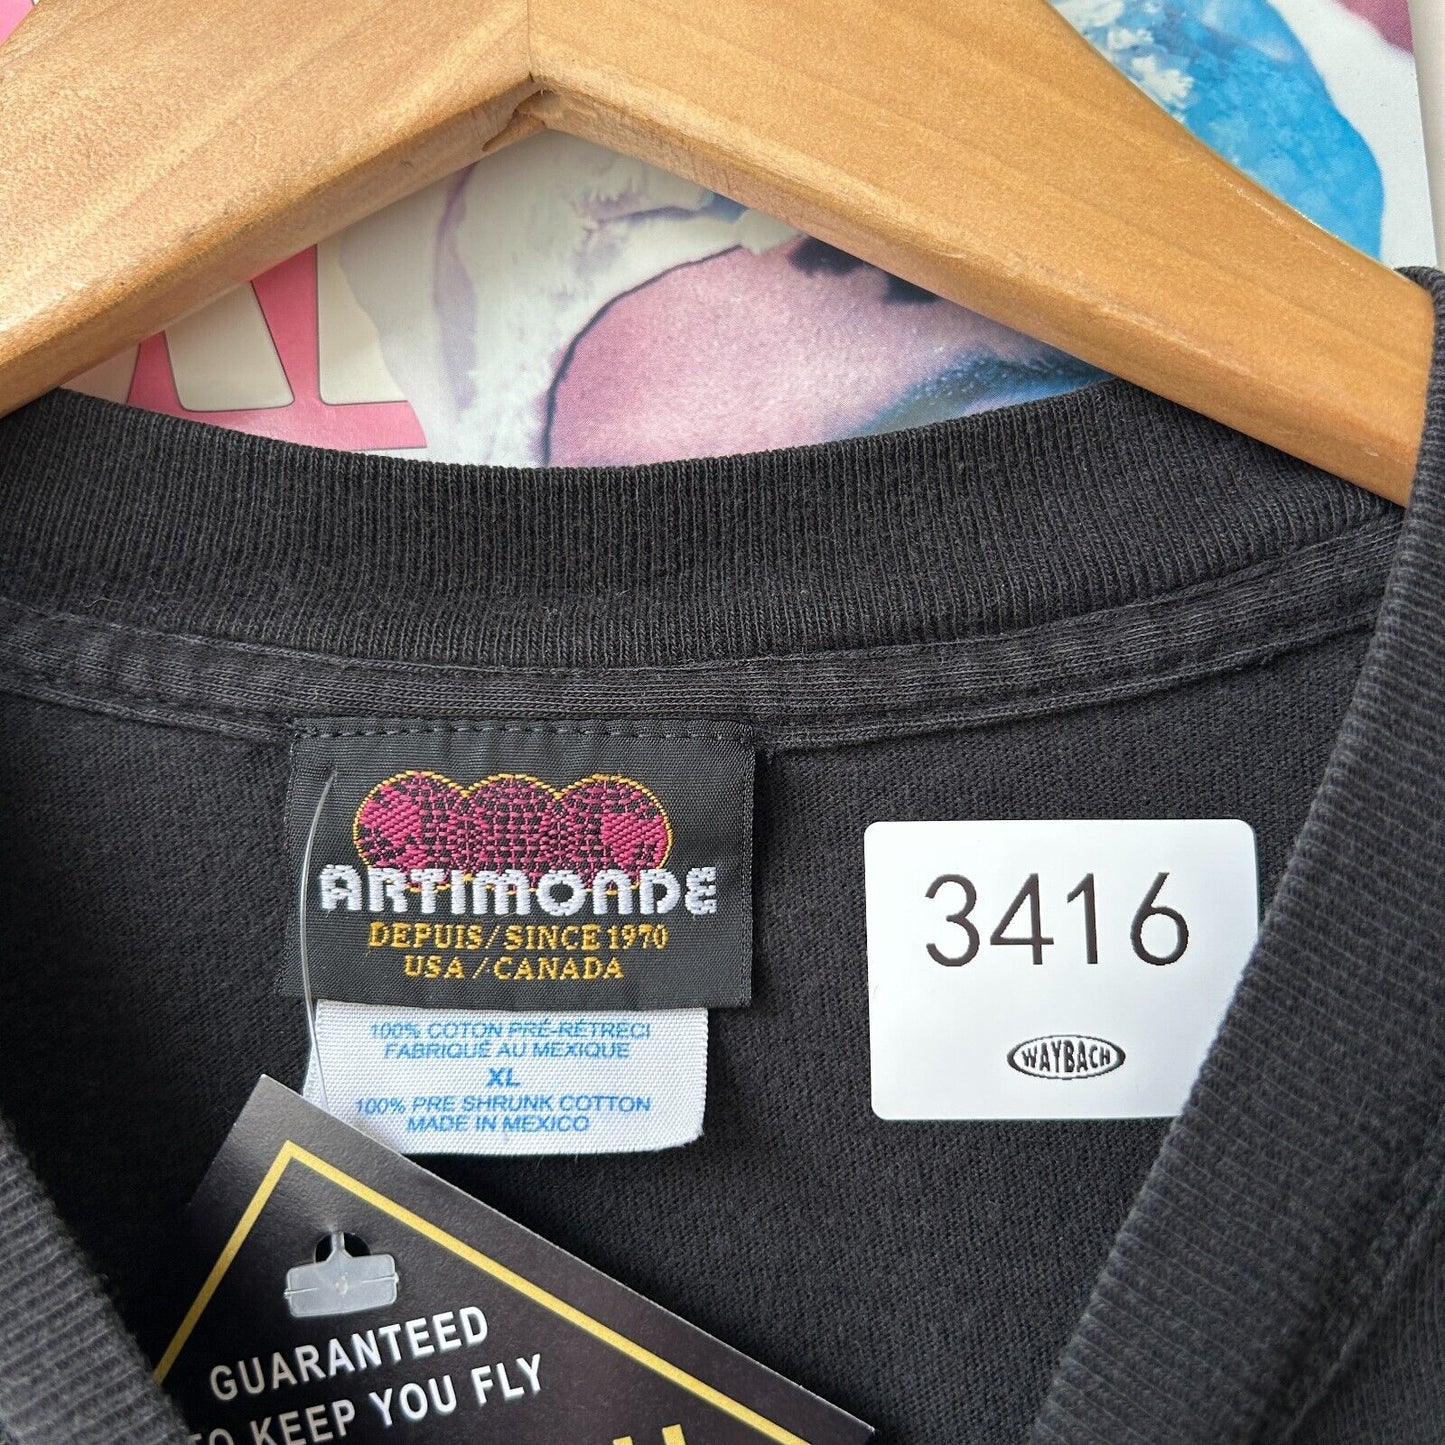 ARTIMONDE
DEPUIS/SINCE 1970
USA/CANADA
100% COTON PRÉ-RÉTRECI
FABRIQUÉ AU MEXIQUE
XL
100% PRE SHRUNK COTTON
MADE IN MEXICO
3416
WAYBACH
GUARANTEED
TO KEEP YOU FLY